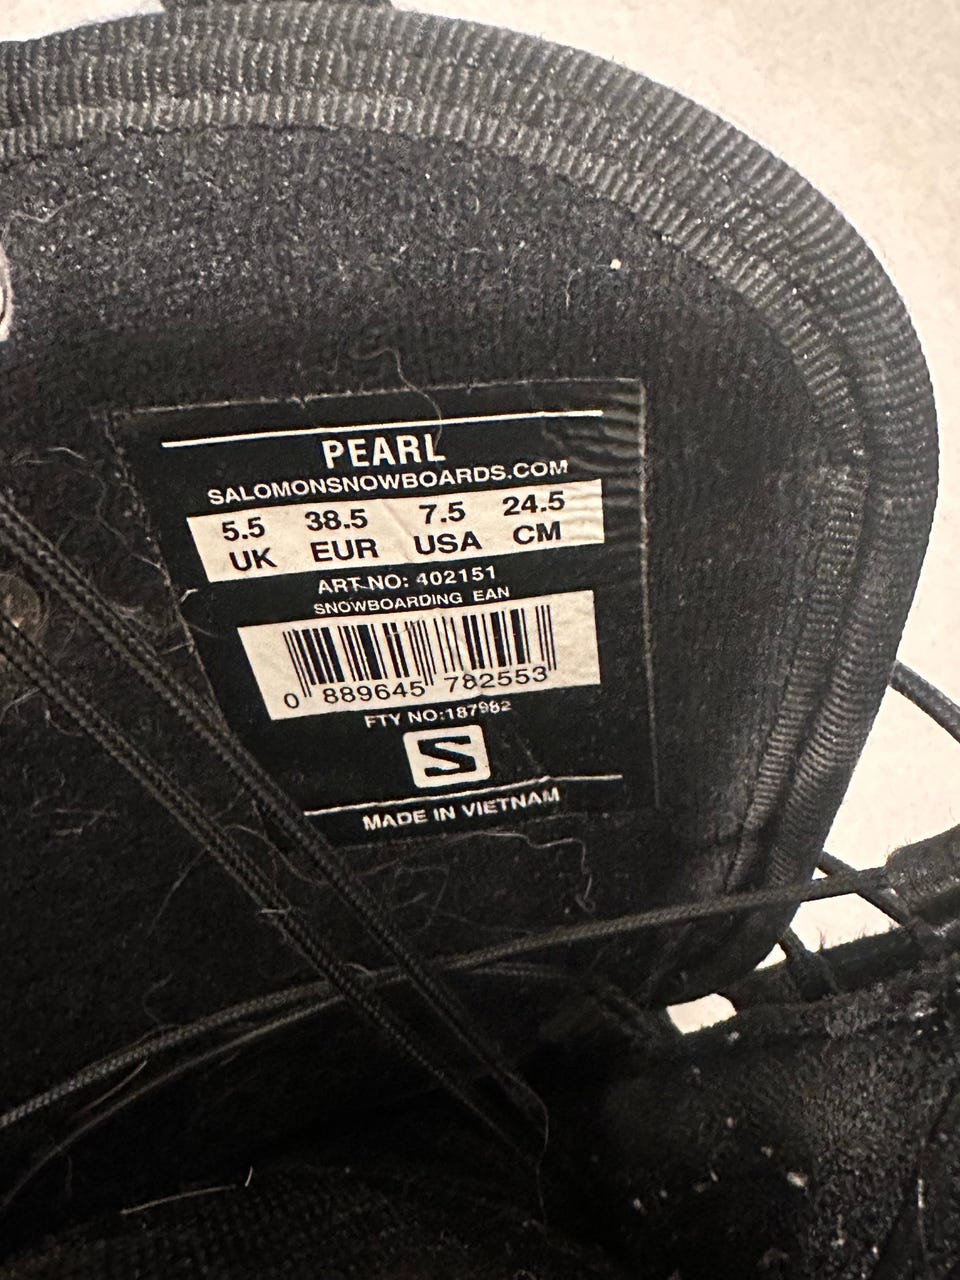 PEARL
SALOMONSNOWBOARDS.COM
5.5 38.5 7.5 24.5
UK EUR USA CM
ART.NO: 402151
SNOWBOARDING EAN
0 889645 782553
FTY NO:187982
S
MADE IN VIETNAM